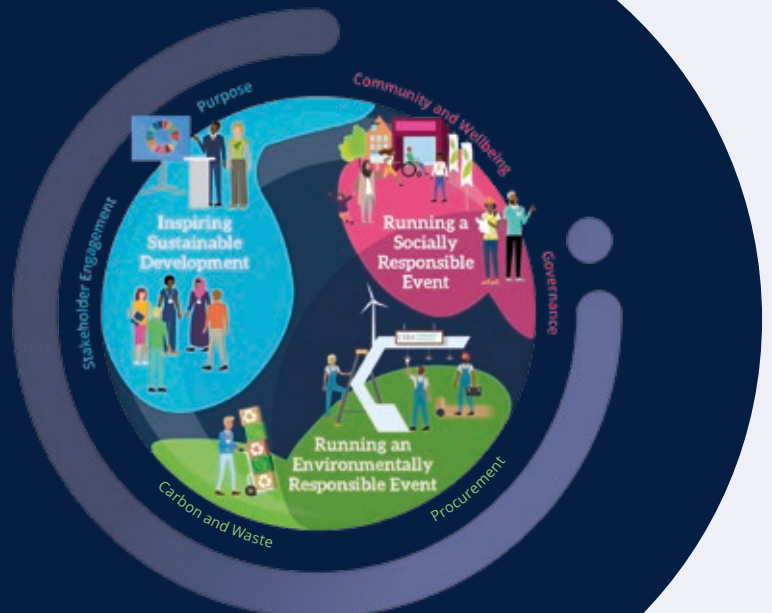 Purpose
Community and Wellbeing
Stakeholder Engagement
Inspiring
Sustainable
Development
Running a
Socially
Responsible
Event
Governance
Running an
Environmentally
Responsible Event
Carbon and Waste
Procurement